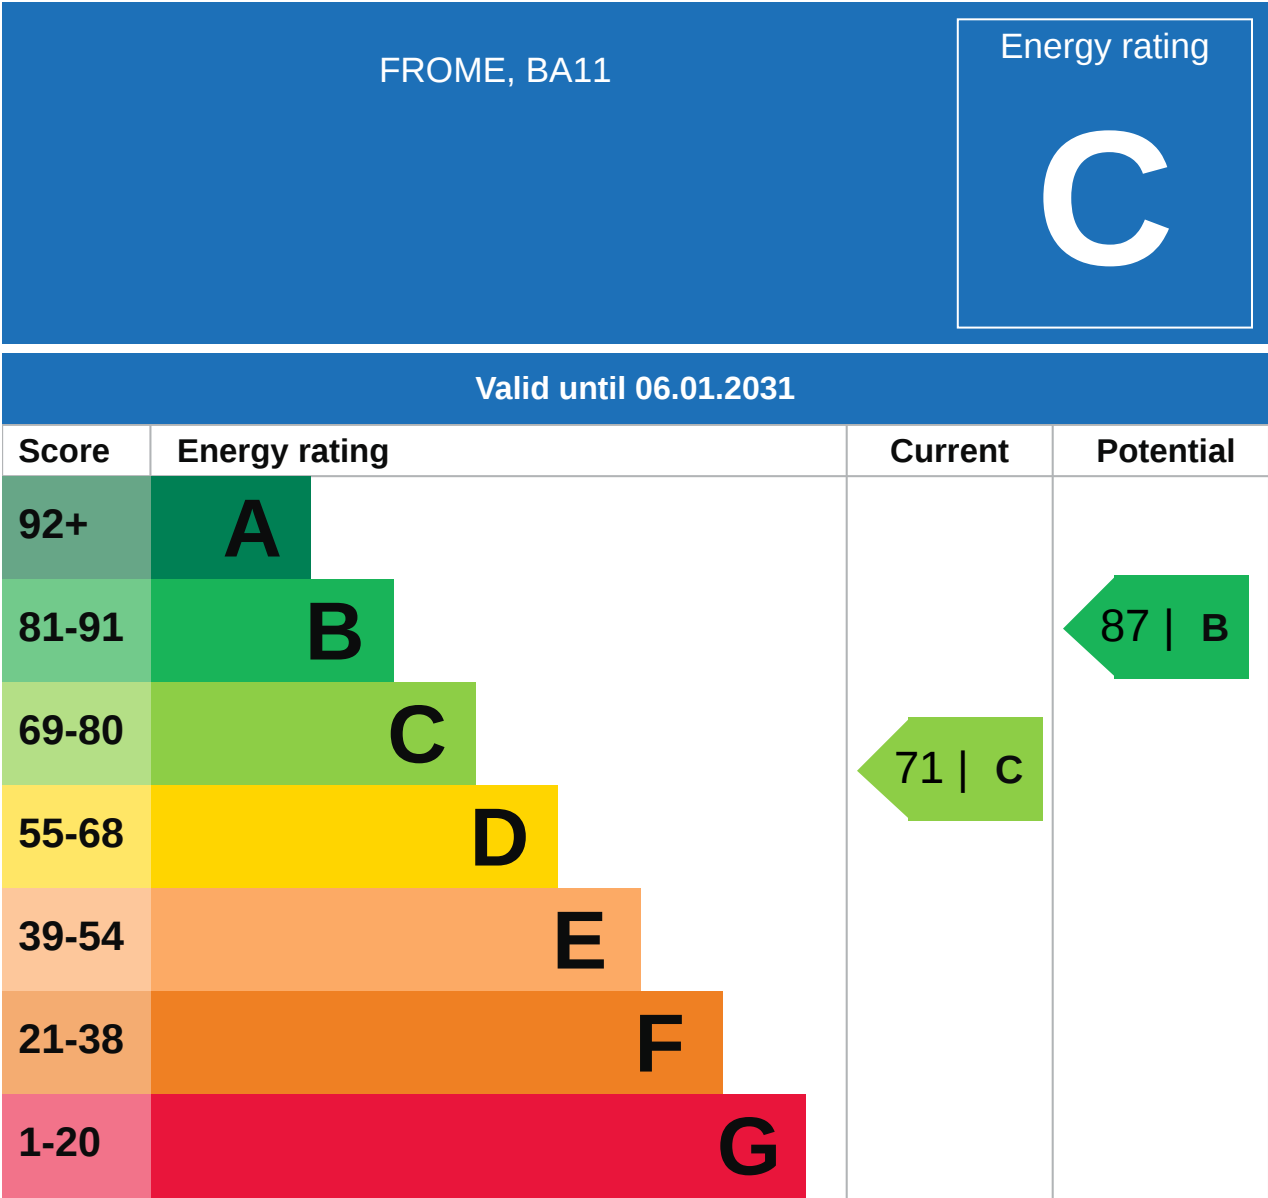 FROME, BA11
Energy rating
C
Valid until 06.01.2031
Score Energy rating Current Potential
92+ A
81-91 B 87 | B
69-80 C 71 | C
55-68 D
39-54 E
21-38 F
1-20 G